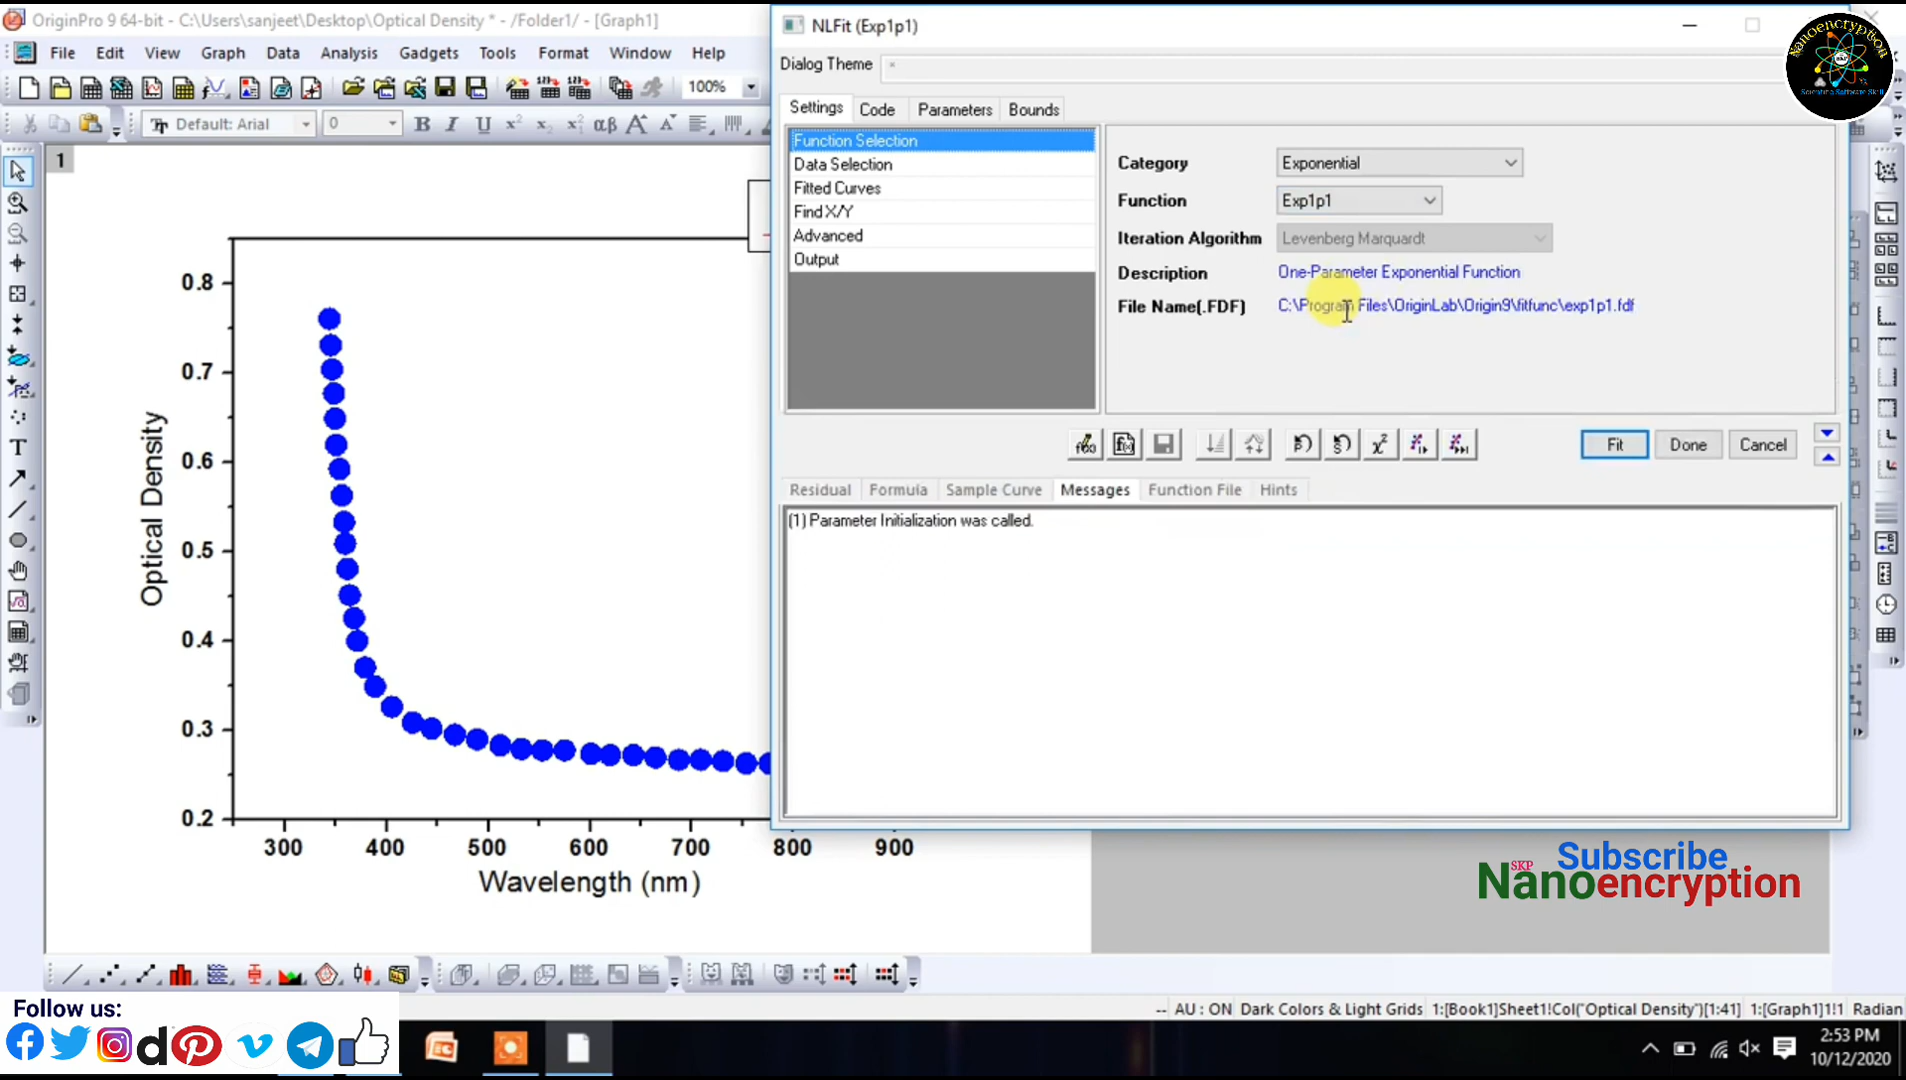 OriginPro 9 64-bit - C:\Users\sanjeet\Desktop\Optical Density * - /Folder1/ - [Graph1]
File Edit View Graph Data Analysis Gadgets Tools Format Window Help
100%
Default: Arial 0 B I U
1
Optical Density
0.8
0.7
0.6
0.5
0.4
0.3
0.2
300 400 500 600 700 800 900
Wavelength (nm)
NLFit (Exp1p1)
Dialog Theme *
Settings Code Parameters Bounds
Function Selection
Data Selection
Fitted Curves
Find X/Y
Advanced
Output
Category Exponential
Function Exp1p1
Iteration Algorithm Levenberg Marquardt
Description One-Parameter Exponential Function
File Name(.FDF) C:\Program Files\OriginLab\Origin9\fitfunc\exp1p1.fdf
Fit Done Cancel
Residual Formula Sample Curve Messages Function File Hints
(1) Parameter Initialization was called.
Nanoencryption
SKP
Scientific Software Skill
Subscribe
SKP
Nanoencryption
-- AU : ON Dark Colors & Light Grids 1:[Book1]Sheet1!Col("Optical Density")[1:41] 1:[Graph1]1!1 Radian
Follow us:
2:53 PM
10/12/2020